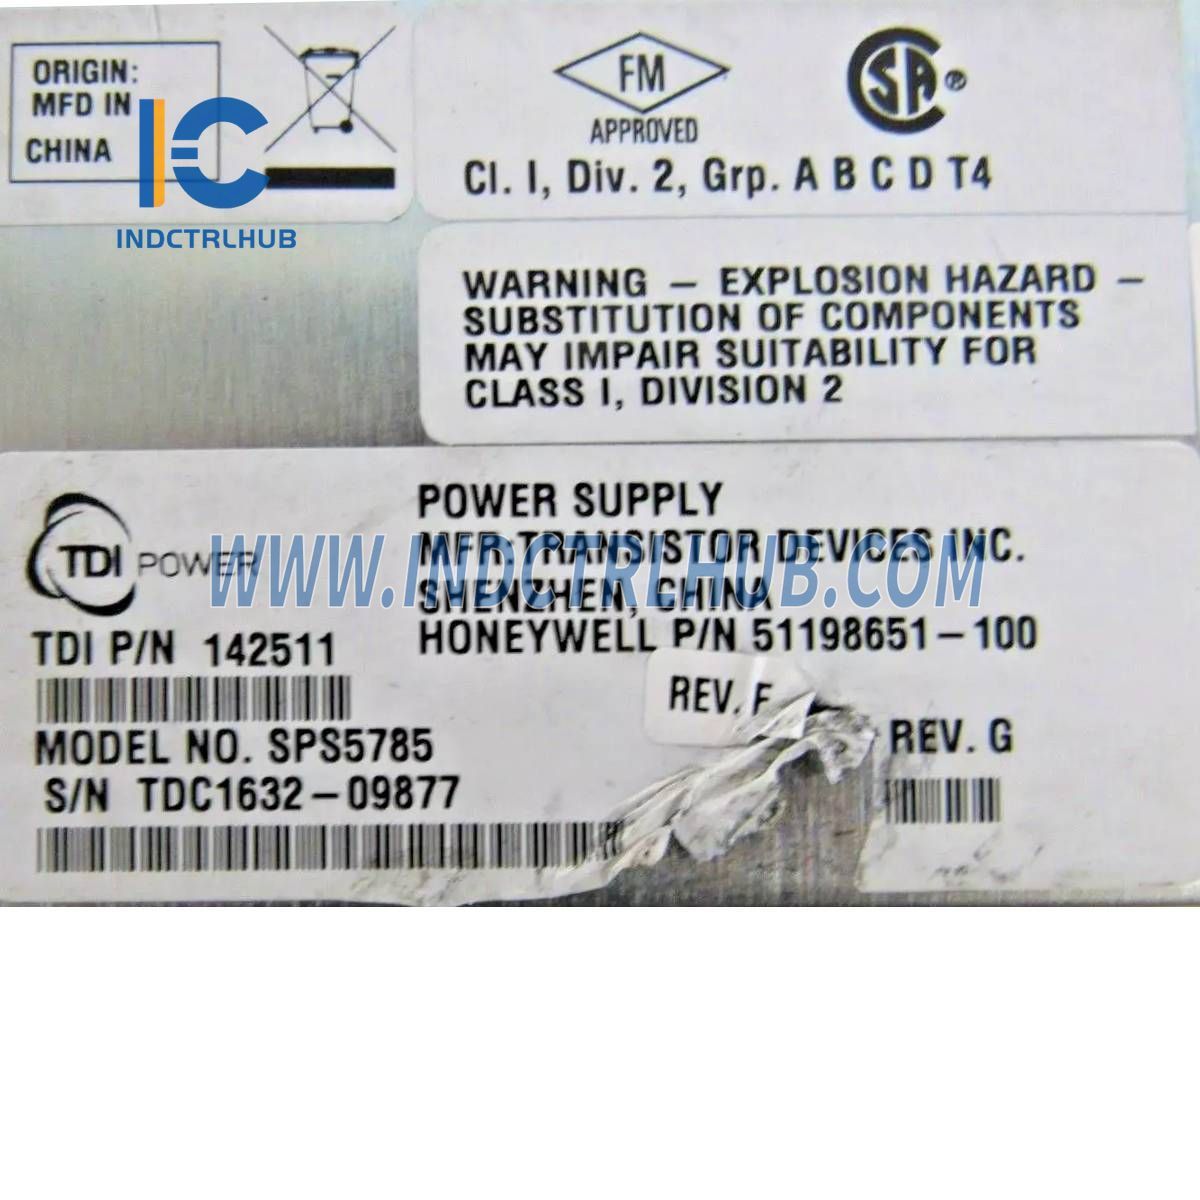 ORIGIN:
MFD IN
CHINA
IEC
INDCTRLHUB
FM
APPROVED
CSA ®
Cl. I, Div. 2, Grp. A B C D T4
WARNING – EXPLOSION HAZARD –
SUBSTITUTION OF COMPONENTS
MAY IMPAIR SUITABILITY FOR
CLASS I, DIVISION 2
TDI POWER
POWER SUPPLY
MFR: TRANSISTOR DEVICES INC.
WWW.INDCTRLHUB.COM
SHENZHEN, CHINA
TDI P/N 142511
HONEYWELL P/N 51198651–100
REV. F
REV. G
MODEL NO. SPS5785
S/N TDC1632–09877